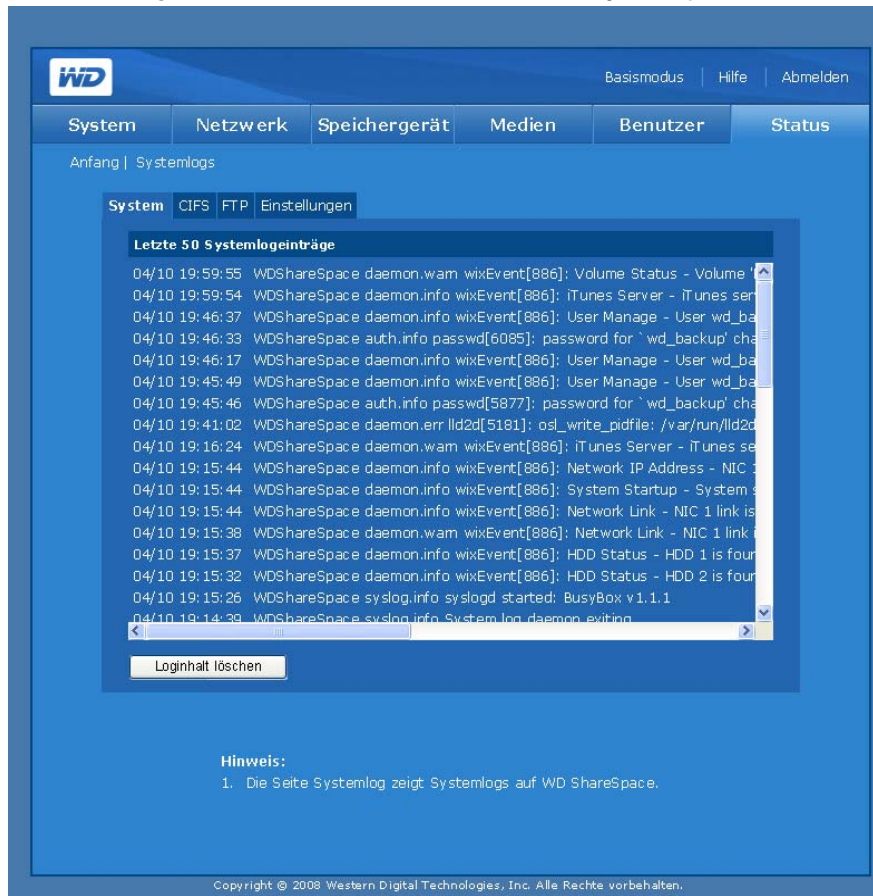 WD
Basismodus | Hilfe | Abmelden
System Netzwerk Speichergerät Medien Benutzer Status
Anfang | Systemlogs
System CIFS FTP Einstellungen
Letzte 50 Systemlogeinträge
04/10 19:59:55 WDShareSpace daemon.warn wixEvent[886]: Volume Status - Volume '
04/10 19:59:54 WDShareSpace daemon.info wixEvent[886]: iTunes Server - iTunes ser
04/10 19:46:37 WDShareSpace daemon.info wixEvent[886]: User Manage - User wd_ba
04/10 19:46:33 WDShareSpace auth.info passwd[6085]: password for `wd_backup' cha
04/10 19:46:17 WDShareSpace daemon.info wixEvent[886]: User Manage - User wd_ba
04/10 19:45:49 WDShareSpace daemon.info wixEvent[886]: User Manage - User wd_ba
04/10 19:45:46 WDShareSpace auth.info passwd[5877]: password for `wd_backup' cha
04/10 19:41:02 WDShareSpace daemon.err lld2d[5181]: osl_write_pidfile: /var/run/lld2d
04/10 19:16:24 WDShareSpace daemon.warn wixEvent[886]: iTunes Server - iTunes se
04/10 19:15:44 WDShareSpace daemon.info wixEvent[886]: Network IP Address - NIC 1
04/10 19:15:44 WDShareSpace daemon.info wixEvent[886]: System Startup - System s
04/10 19:15:44 WDShareSpace daemon.info wixEvent[886]: Network Link - NIC 1 link is
04/10 19:15:38 WDShareSpace daemon.warn wixEvent[886]: Network Link - NIC 1 link i
04/10 19:15:37 WDShareSpace daemon.info wixEvent[886]: HDD Status - HDD 1 is four
04/10 19:15:32 WDShareSpace daemon.info wixEvent[886]: HDD Status - HDD 2 is four
04/10 19:15:26 WDShareSpace syslog.info syslogd started: BusyBox v1.1.1
04/10 19:14:39 WDShareSpace syslog.info System log daemon exiting.
Loginhalt löschen
Hinweis:
1. Die Seite Systemlog zeigt Systemlogs auf WD ShareSpace.
Copyright © 2008 Western Digital Technologies, Inc. Alle Rechte vorbehalten.